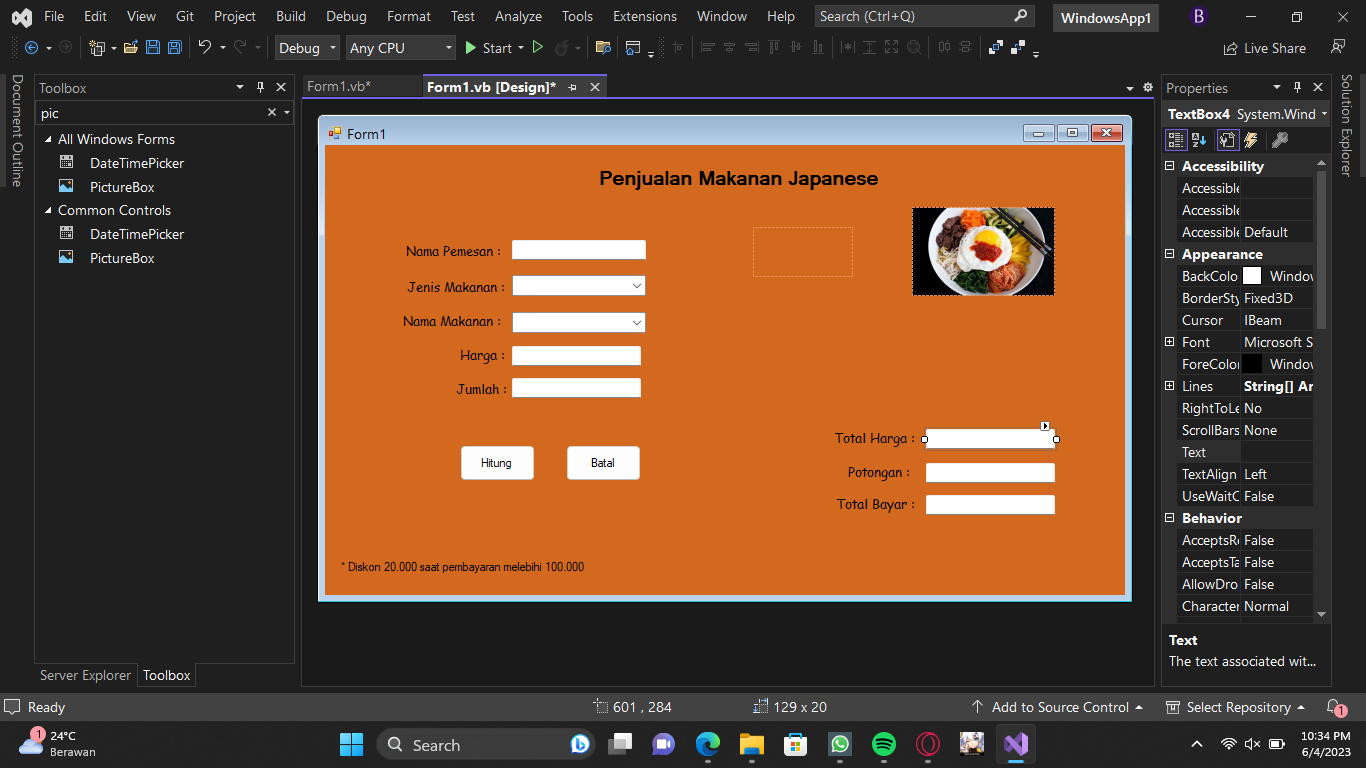 File Edit View Git Project Build Debug Format Test Analyze Tools Extensions Window Help Search (Ctrl+Q) WindowsApp1 B
Debug Any CPU Start Live Share
Document Outline
Toolbox
pic
All Windows Forms
DateTimePicker
PictureBox
Common Controls
DateTimePicker
PictureBox
Server Explorer Toolbox
Form1.vb* Form1.vb [Design]*
Form1
Penjualan Makanan Japanese
Nama Pemesan :
Jenis Makanan :
Nama Makanan :
Harga :
Jumlah :
Hitung Batal
Total Harga :
Potongan :
Total Bayar :
* Diskon 20.000 saat pembayaran melebihi 100.000
Properties
TextBox4 System.Wind
Accessibility
Accessible
Accessible
Accessible Default
Appearance
BackColo Window
BorderSty Fixed3D
Cursor IBeam
Font Microsoft S
ForeColor Window
Lines String[] Ar
RightToLe No
ScrollBars None
Text
TextAlign Left
UseWaitC False
Behavior
AcceptsRe False
AcceptsTa False
AllowDro False
Character Normal
Text
The text associated wit...
Solution Explorer
Ready 601 , 284 129 x 20 Add to Source Control Select Repository 1
1 24°C
Berawan
Search
10:34 PM
6/4/2023